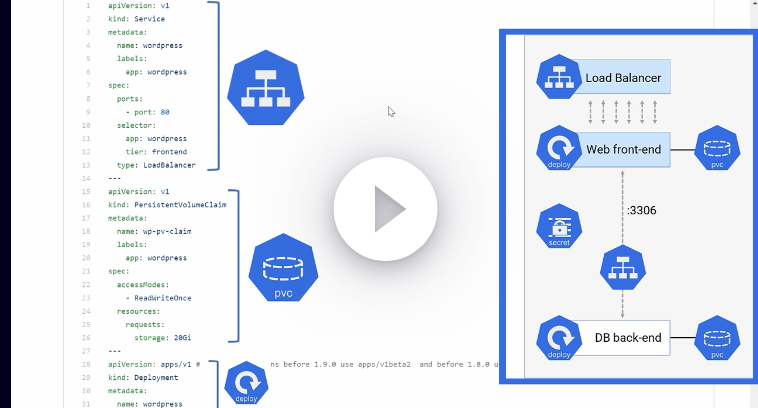 1 apiVersion: v1
2 kind: Service
3 metadata:
4 name: wordpress
5 labels:
6 app: wordpress
7 spec:
8 ports:
9 - port: 80
10 selector:
11 app: wordpress
12 tier: frontend
13 type: LoadBalancer
14 ---
15 apiVersion: v1
16 kind: PersistentVolumeClaim
17 metadata:
18 name: wp-pv-claim
19 labels:
20 app: wordpress
21 spec:
22 accessModes:
23 - ReadWriteOnce
24 resources:
25 requests:
26 storage: 20Gi
27 ---
28 apiVersion: apps/v1 # ns before 1.9.0 use apps/v1beta2 and before 1.8.0 u
29 kind: Deployment
30 metadata:
31 name: wordpress
pvc
deploy
Load Balancer
Web front-end
deploy
pvc
:3306
secret
DB back-end
deploy
pvc